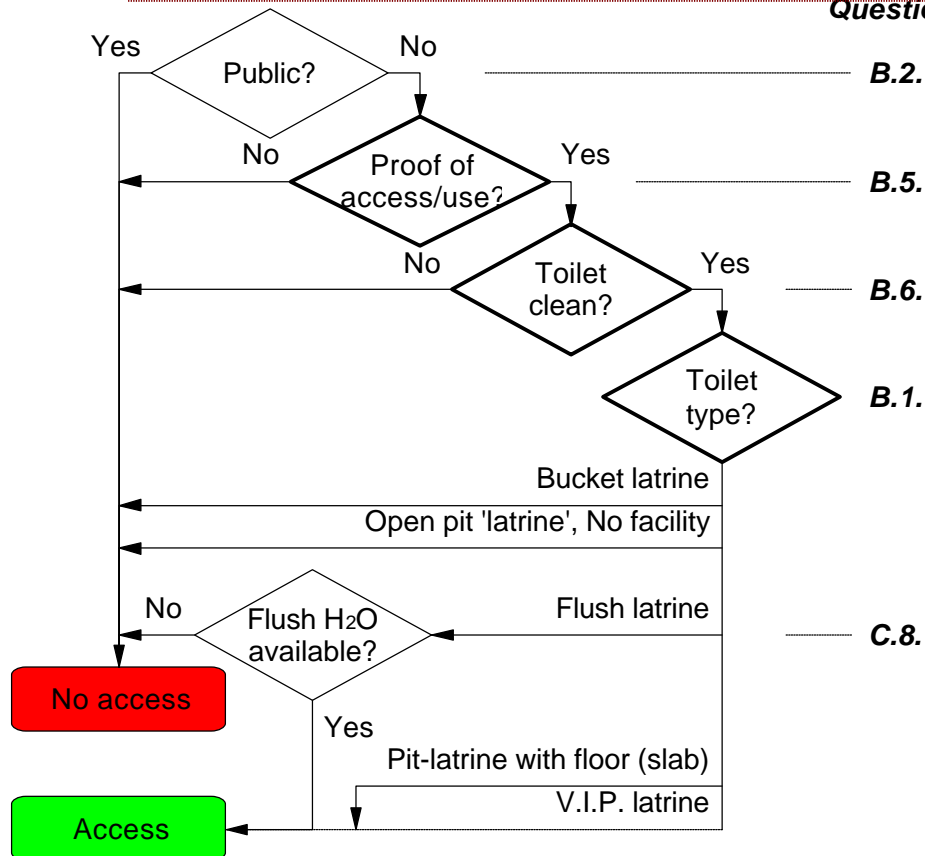 Questio
Yes
No
Public?
B.2.
No
Proof of
access/use?
Yes
B.5.
No
Toilet
clean?
Yes
B.6.
Toilet
type?
B.1.
Bucket latrine
Open pit 'latrine', No facility
No
Flush H2O
available?
Flush latrine
C.8.
No access
Yes
Pit-latrine with floor (slab)
V.I.P. latrine
Access